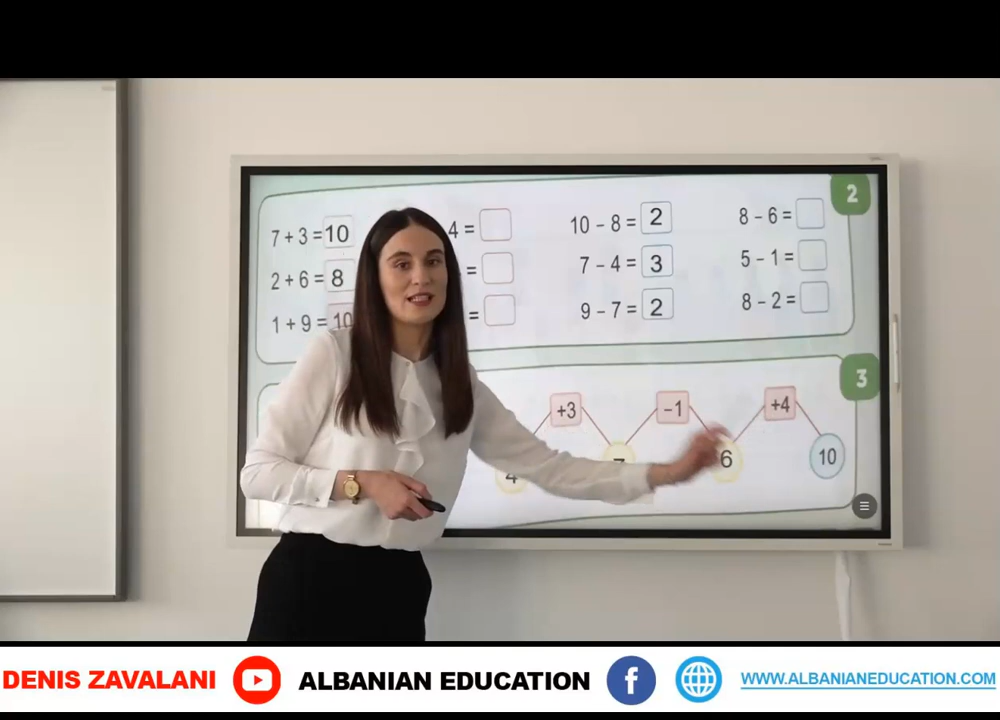 2
7 + 3 = 10
4 =
10 - 8 = 2
8 - 6 =
2 + 6 = 8
=
7 - 4 = 3
5 - 1 =
1 + 9 = 10
=
9 - 7 = 2
8 - 2 =
3
+3
-1
+4
4
7
6
10
DENIS ZAVALANI
ALBANIAN EDUCATION
f
WWW.ALBANIANEDUCATION.COM